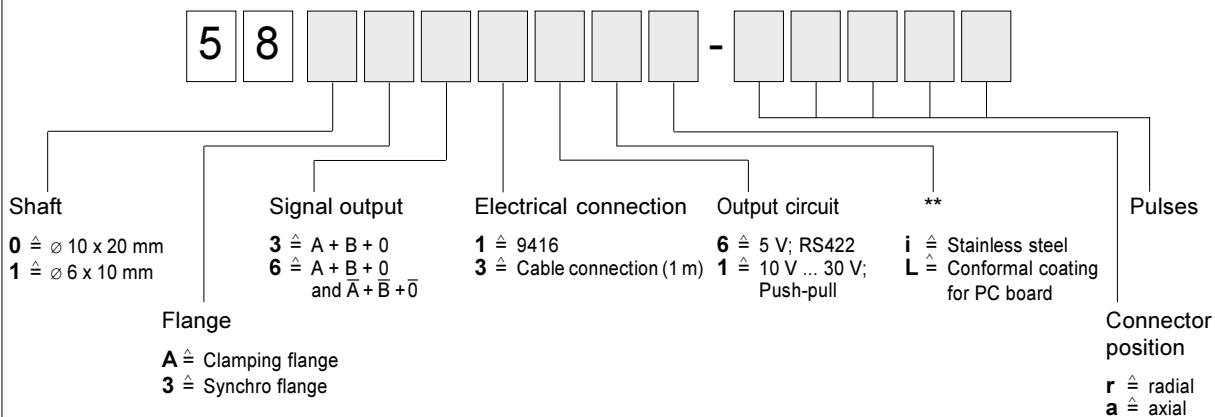 5 8 -
Shaft
0 ≙ ⌀ 10 x 20 mm
1 ≙ ⌀ 6 x 10 mm
Flange
A ≙ Clamping flange
3 ≙ Synchro flange
Signal output
3 ≙ A + B + 0
6 ≙ A + B + 0
and A̅ + B̅ + 0̅
Electrical connection
1 ≙ 9416
3 ≙ Cable connection (1 m)
Output circuit
6 ≙ 5 V; RS422
1 ≙ 10 V ... 30 V;
Push-pull
**
i ≙ Stainless steel
L ≙ Conformal coating
for PC board
Connector
position
r ≙ radial
a ≙ axial
Pulses